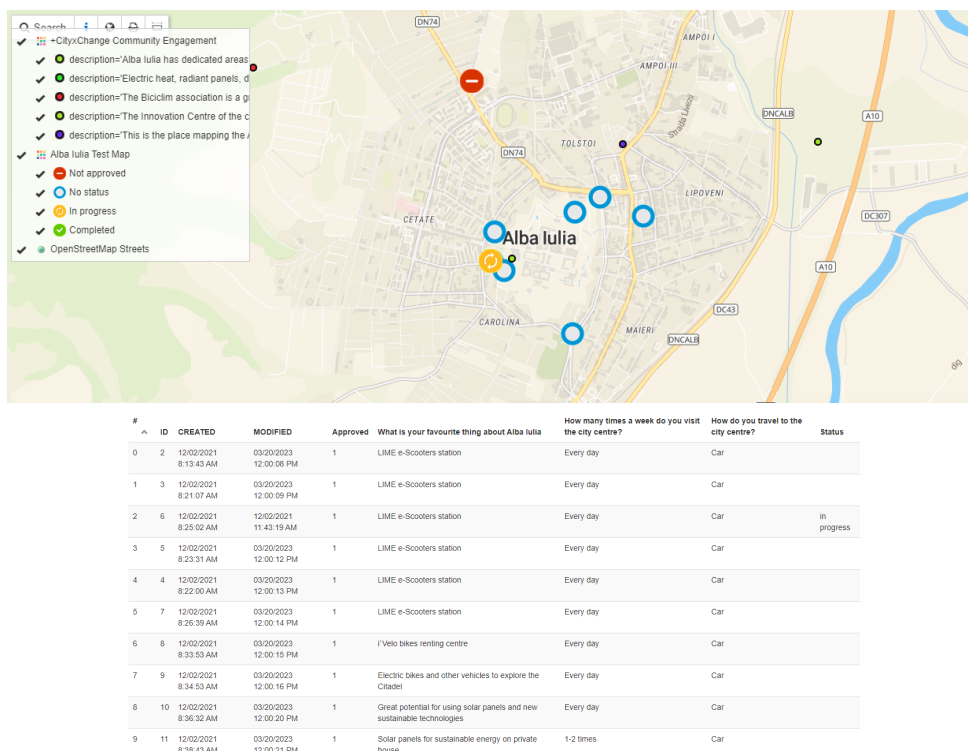 Search
+CityxChange Community Engagement
description='Alba Iulia has dedicated areas
description='Electric heat, radiant panels, d
description='The Biciclim association is a g
description='The Innovation Centre of the c
description='This is the place mapping the
Alba Iulia Test Map
Not approved
No status
In progress
Completed
OpenStreetMap Streets
DN74
AMPOI I
AMPOI III
Strada Livezii
DNCALB
A10
TOLSTOI
DN74
LIPOVENI
CETATE
DC307
Alba Iulia
A10
DC43
CAROLINA
MAIERI
DNCALB
dig
# ID CREATED MODIFIED Approved What is your favourite thing about Alba Iulia How many times a week do you visit the city centre? How do you travel to the city centre? Status
0 2 12/02/2021 8:13:43 AM 03/20/2023 12:00:08 PM 1 LIME e-Scooters station Every day Car
1 3 12/02/2021 8:21:07 AM 03/20/2023 12:00:09 PM 1 LIME e-Scooters station Every day Car
2 6 12/02/2021 8:25:02 AM 12/02/2021 11:43:19 AM 1 LIME e-Scooters station Every day Car in progress
3 5 12/02/2021 8:23:31 AM 03/20/2023 12:00:12 PM 1 LIME e-Scooters station Every day Car
4 4 12/02/2021 8:22:00 AM 03/20/2023 12:00:13 PM 1 LIME e-Scooters station Every day Car
5 7 12/02/2021 8:26:39 AM 03/20/2023 12:00:14 PM 1 LIME e-Scooters station Every day Car
6 8 12/02/2021 8:33:53 AM 03/20/2023 12:00:15 PM 1 i'Velo bikes renting centre Every day Car
7 9 12/02/2021 8:34:53 AM 03/20/2023 12:00:16 PM 1 Electric bikes and other vehicles to explore the Citadel Every day Car
8 10 12/02/2021 8:36:32 AM 03/20/2023 12:00:20 PM 1 Great potential for using solar panels and new sustainable technologies Every day Car
9 11 12/02/2021 8:38:43 AM 03/20/2023 12:00:21 PM 1 Solar panels for sustainable energy on private house 1-2 times Car